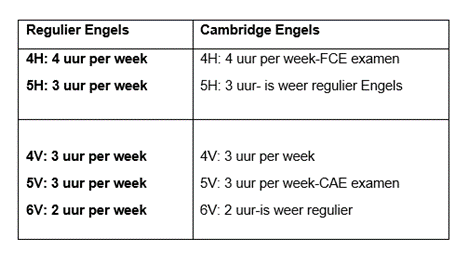 Regulier Engels Cambridge Engels
4H: 4 uur per week 4H: 4 uur per week-FCE examen
5H: 3 uur per week 5H: 3 uur- is weer regulier Engels
4V: 3 uur per week 4V: 3 uur per week
5V: 3 uur per week 5V: 3 uur per week-CAE examen
6V: 2 uur per week 6V: 2 uur-is weer regulier